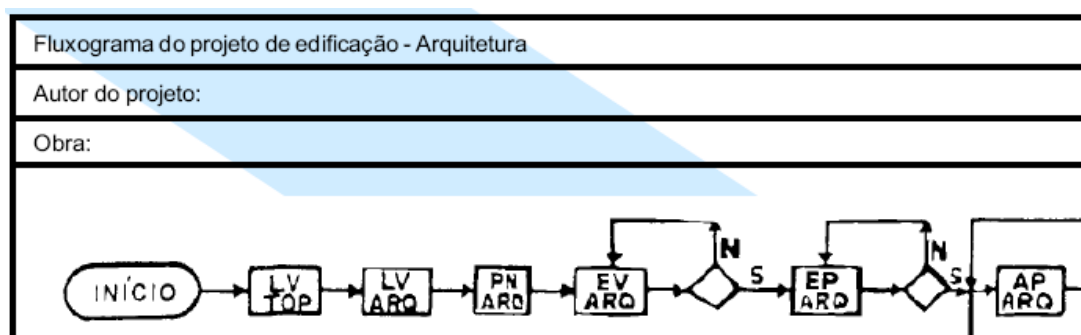 Fluxograma do projeto de edificação - Arquitetura
Autor do projeto:
Obra:
N
N
INÍCIO
LV
TOP
LV
ARQ
PN
ARQ
EV
ARQ
S
EP
ARQ
S
AP
ARQ